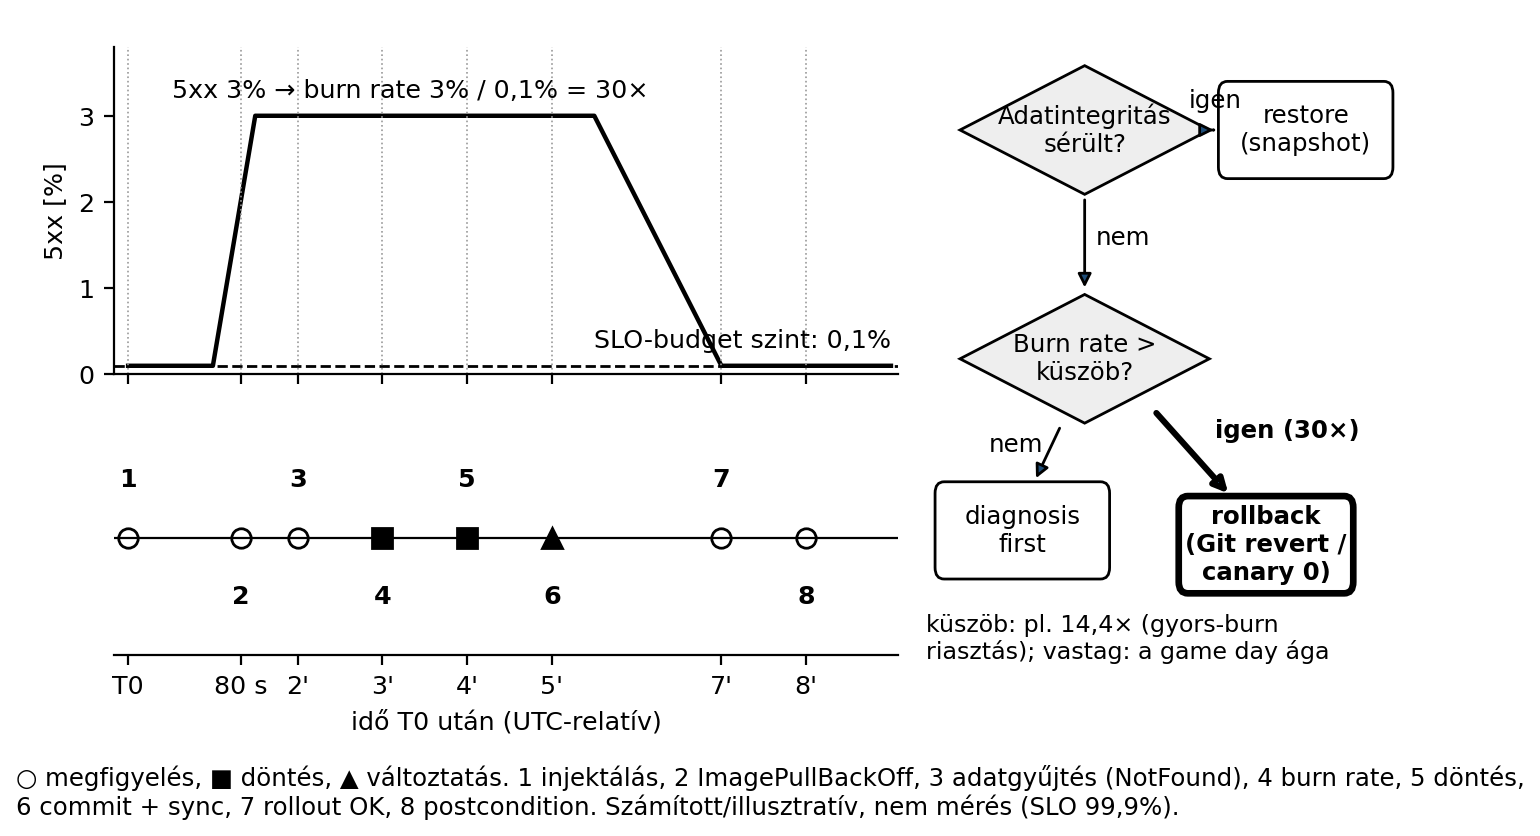 5xx 3% → burn rate 3% / 0,1% = 30×
3
2
1
0
5xx [%]
SLO-budget szint: 0,1%
1
3
5
7
2
4
6
8
T0
80 s
2'
3'
4'
5'
7'
8'
idő T0 után (UTC-relatív)
Adatintegritás
sérült?
igen
restore
(snapshot)
nem
Burn rate >
küszöb?
nem
igen (30×)
diagnosis
first
rollback
(Git revert /
canary 0)
küszöb: pl. 14,4× (gyors-burn
riasztás); vastag: a game day ága
○ megfigyelés, ■ döntés, ▲ változtatás. 1 injektálás, 2 ImagePullBackOff, 3 adatgyűjtés (NotFound), 4 burn rate, 5 döntés,
6 commit + sync, 7 rollout OK, 8 postcondition. Számított/illusztratív, nem mérés (SLO 99,9%).